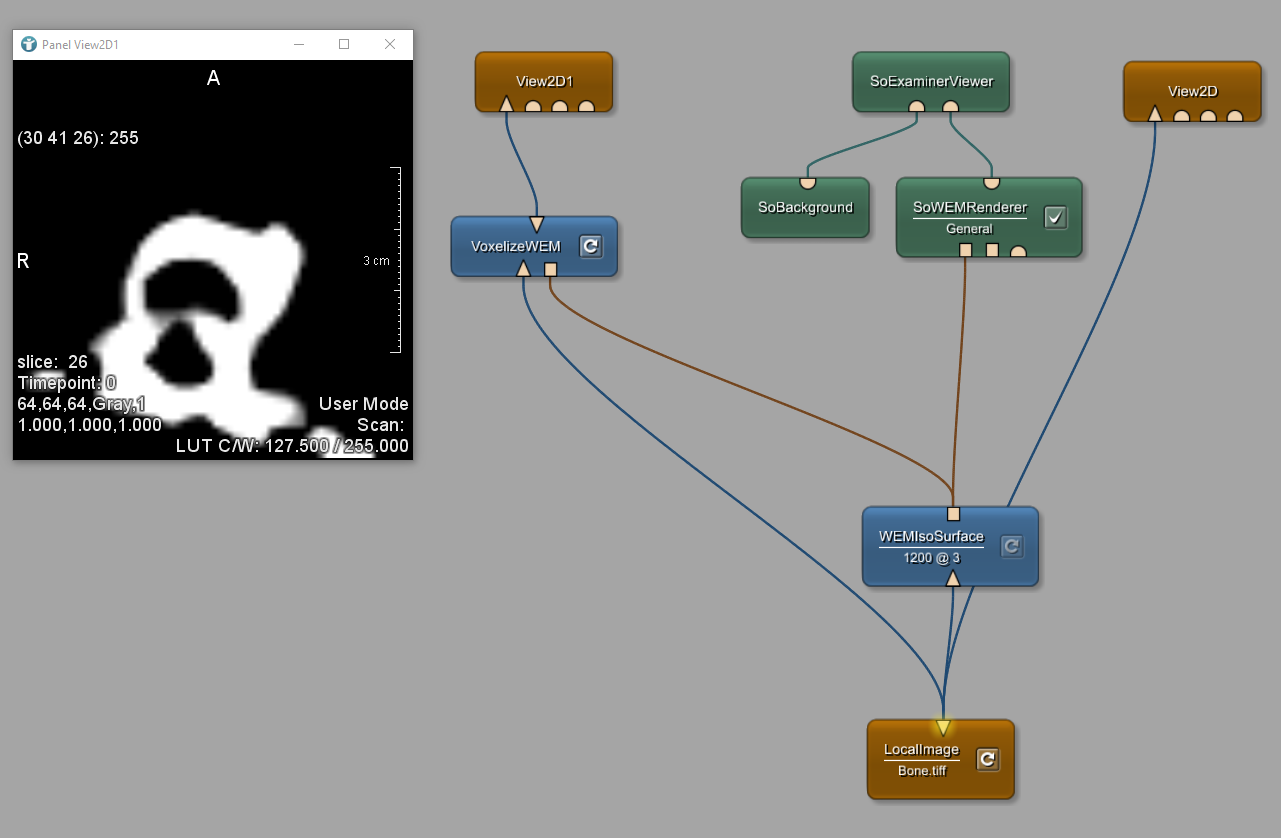 Panel View2D1
A
(30 41 26): 255
R
3 cm
slice: 26
Timepoint: 0
64,64,64,Gray,1
User Mode
1.000,1.000,1.000
Scan:
LUT C/W: 127.500 / 255.000
View2D1
SoExaminerViewer
View2D
SoBackground
SoWEMRenderer
General
VoxelizeWEM
WEMIsoSurface
1200 @ 3
LocalImage
Bone.tiff